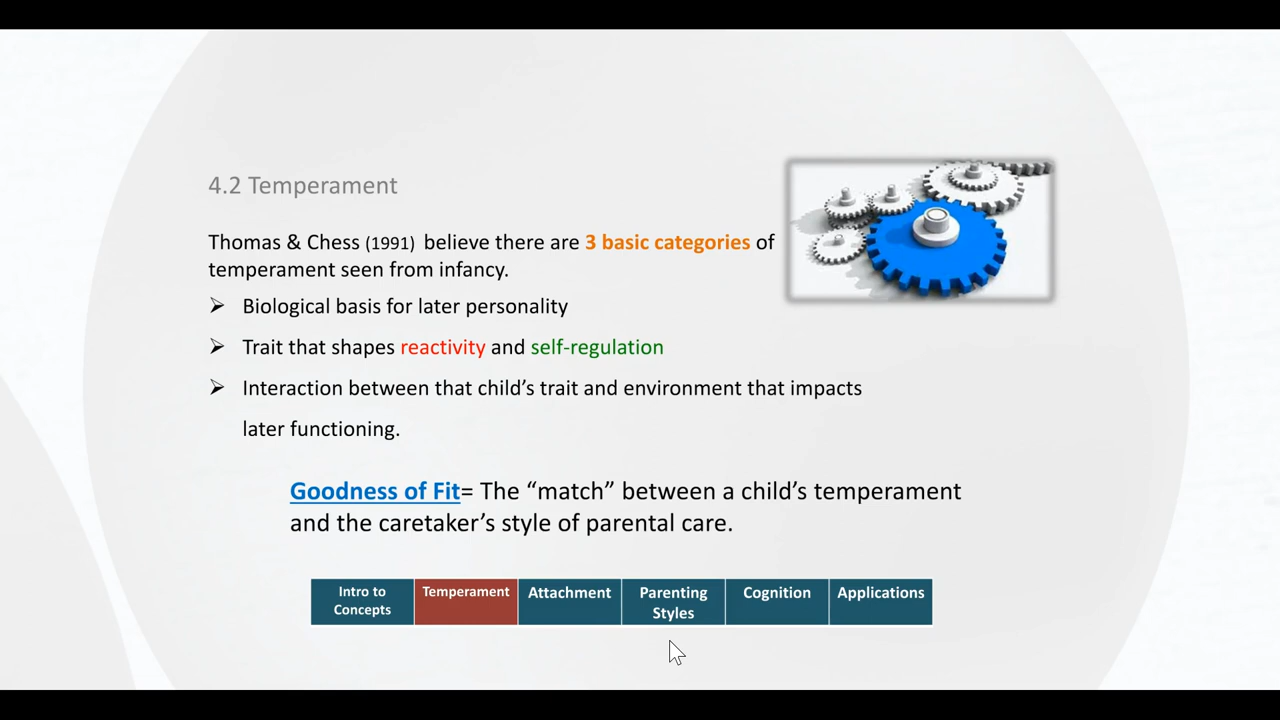 4.2 Temperament
Thomas & Chess (1991) believe there are 3 basic categories of
temperament seen from infancy.
➢ Biological basis for later personality
➢ Trait that shapes reactivity and self-regulation
➢ Interaction between that child’s trait and environment that impacts
later functioning.
Goodness of Fit= The “match” between a child’s temperament
and the caretaker’s style of parental care.
Intro to
Concepts
Temperament
Attachment
Parenting
Styles
Cognition
Applications